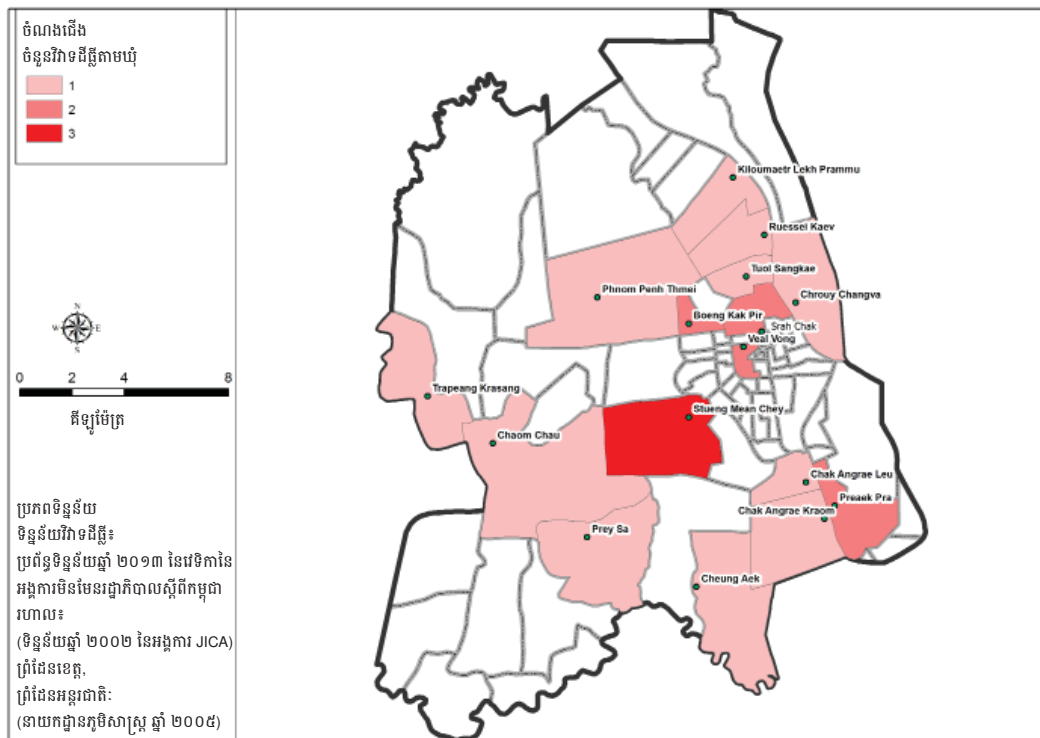 ចំណងជើង
ចំនួនវិវាទដីធ្លីតាមឃុំ
1
2
3
N
W E
S
0 2 4 8
គីឡូម៉ែត្រ
ប្រភពទិន្នន័យ
ទិន្នន័យវិវាទដីធ្លី៖
ប្រព័ន្ធទិន្នន័យឆ្នាំ ២០១៣ នៃវេទិកានៃ
អង្គការមិនមែនរដ្ឋាភិបាលស្តីពីកម្ពុជា
រហាល៖
(ទិន្នន័យឆ្នាំ ២០០២ នៃអង្គការ JICA)
ព្រំដែនខេត្ត,
ព្រំដែនអន្តរជាតិ:
(នាយកដ្ឋានភូមិសាស្ត្រ ឆ្នាំ ២០០៥)
Kiloumaetr Lekh Prammu
Ruessei Kaev
Tuol Sangkae
Phnom Penh Thmei
Chrouy Changva
Boeng Kak Pir
Srah Chak
Veal Vong
Trapeang Krasang
Stueng Mean Chey
Chaom Chau
Chak Angrae Leu
Preaek Pra
Chak Angrae Kraom
Prey Sa
Cheung Aek